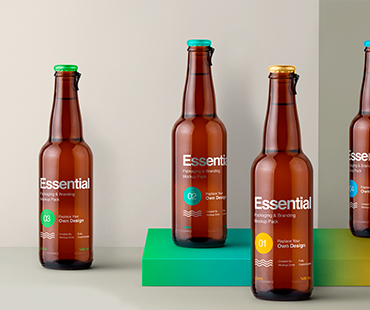 Essential
Packaging & Branding
Mockup Pack
03
Replace Your
Own Design
Essential
Packaging & Branding
Mockup Pack
02
Replace Your
Own Design
Essential
Packaging & Branding
Mockup Pack
01
Replace Your
Own Design